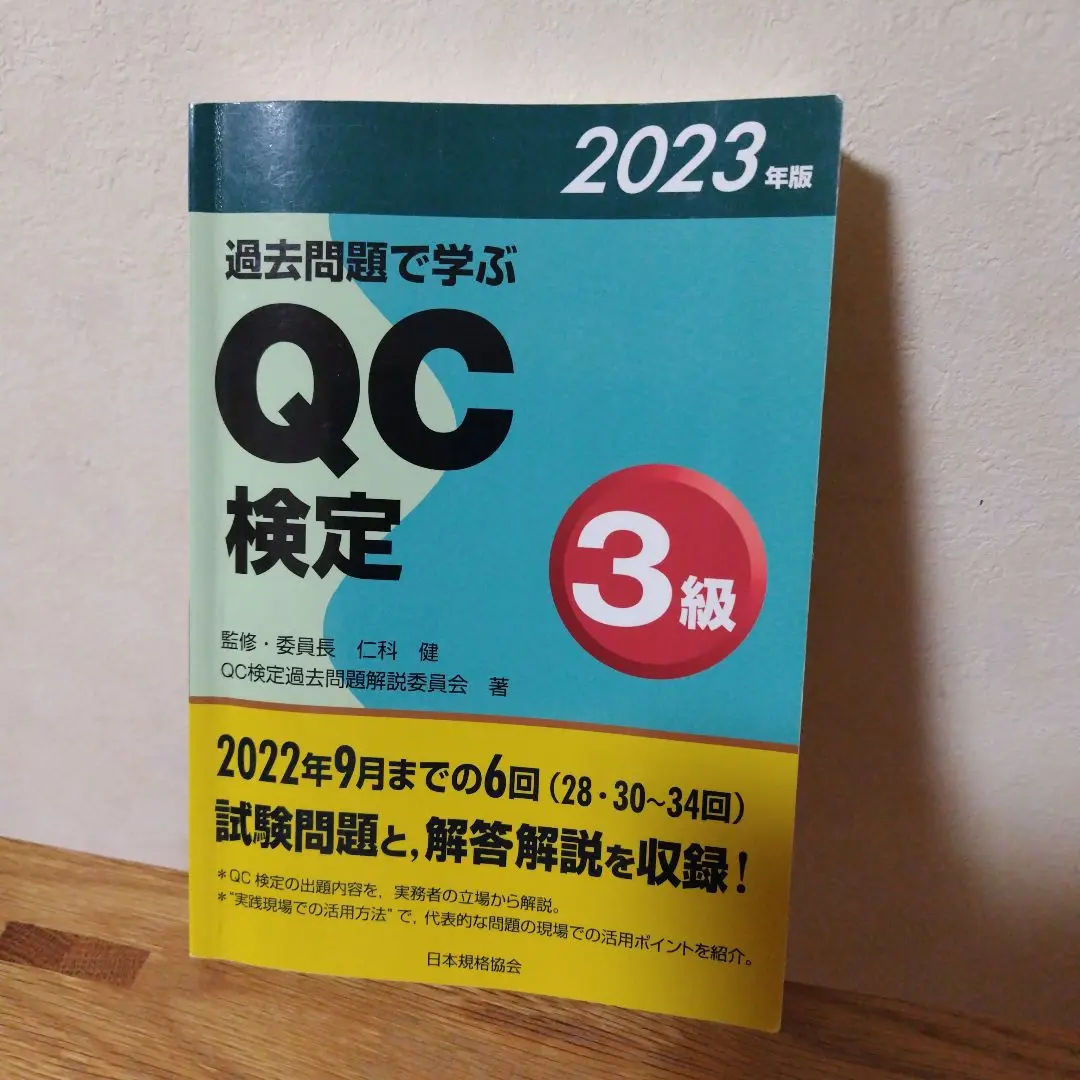 2023年版
過去問題で学ぶ
QC
検定
3級
監修・委員長 仁科 健
QC検定過去問題解説委員会 著
2022年9月までの6回(28・30~34回)
試験問題と,解答解説を収録!
*QC検定の出題内容を,実務者の立場から解説。
*“実践現場での活用方法”で,代表的な問題の現場での活用ポイントを紹介。
日本規格協会